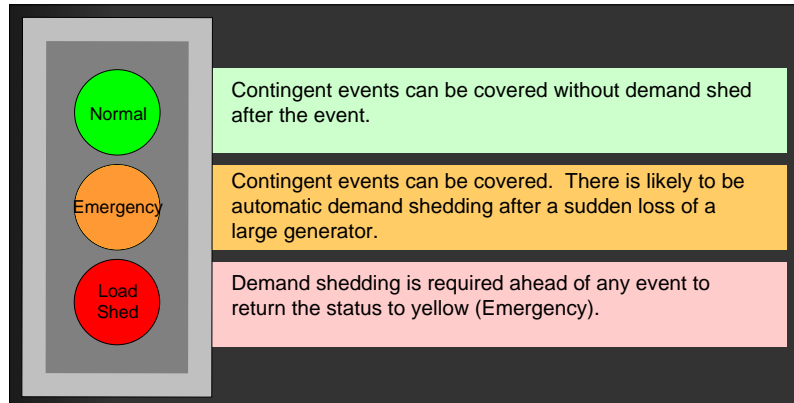 Normal
Contingent events can be covered without demand shed
after the event.
Emergency
Contingent events can be covered.  There is likely to be
automatic demand shedding after a sudden loss of a
large generator.
Load
Shed
Demand shedding is required ahead of any event to
return the status to yellow (Emergency).